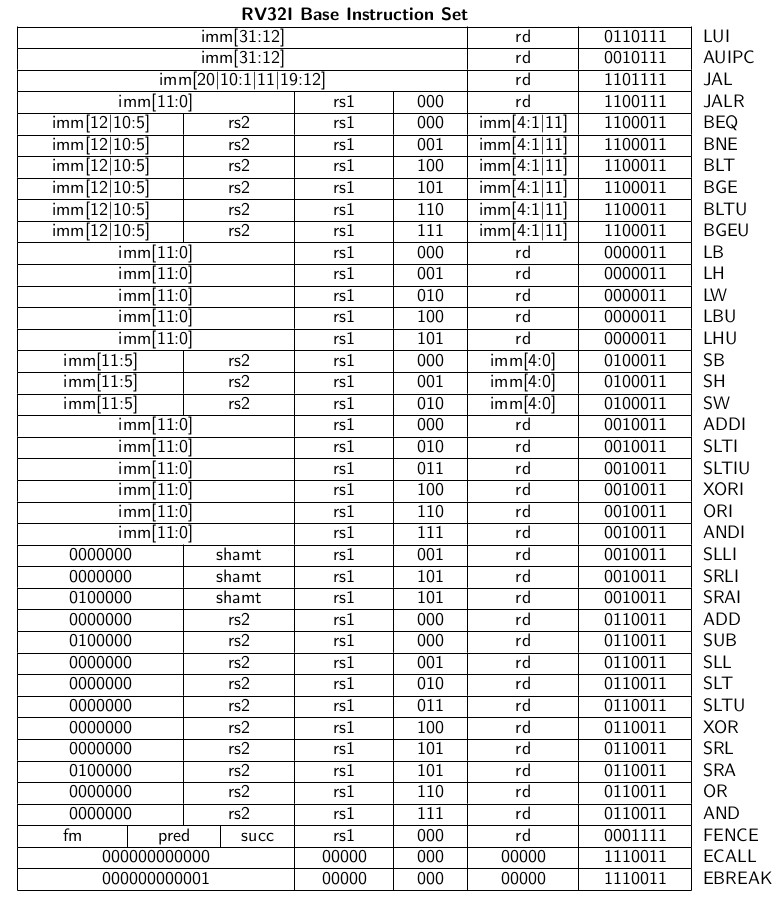 RV32I Base Instruction Set
imm[31:12] rd 0110111 LUI
imm[31:12] rd 0010111 AUIPC
imm[20|10:1|11|19:12] rd 1101111 JAL
imm[11:0] rs1 000 rd 1100111 JALR
imm[12|10:5] rs2 rs1 000 imm[4:1|11] 1100011 BEQ
imm[12|10:5] rs2 rs1 001 imm[4:1|11] 1100011 BNE
imm[12|10:5] rs2 rs1 100 imm[4:1|11] 1100011 BLT
imm[12|10:5] rs2 rs1 101 imm[4:1|11] 1100011 BGE
imm[12|10:5] rs2 rs1 110 imm[4:1|11] 1100011 BLTU
imm[12|10:5] rs2 rs1 111 imm[4:1|11] 1100011 BGEU
imm[11:0] rs1 000 rd 0000011 LB
imm[11:0] rs1 001 rd 0000011 LH
imm[11:0] rs1 010 rd 0000011 LW
imm[11:0] rs1 100 rd 0000011 LBU
imm[11:0] rs1 101 rd 0000011 LHU
imm[11:5] rs2 rs1 000 imm[4:0] 0100011 SB
imm[11:5] rs2 rs1 001 imm[4:0] 0100011 SH
imm[11:5] rs2 rs1 010 imm[4:0] 0100011 SW
imm[11:0] rs1 000 rd 0010011 ADDI
imm[11:0] rs1 010 rd 0010011 SLTI
imm[11:0] rs1 011 rd 0010011 SLTIU
imm[11:0] rs1 100 rd 0010011 XORI
imm[11:0] rs1 110 rd 0010011 ORI
imm[11:0] rs1 111 rd 0010011 ANDI
0000000 shamt rs1 001 rd 0010011 SLLI
0000000 shamt rs1 101 rd 0010011 SRLI
0100000 shamt rs1 101 rd 0010011 SRAI
0000000 rs2 rs1 000 rd 0110011 ADD
0100000 rs2 rs1 000 rd 0110011 SUB
0000000 rs2 rs1 001 rd 0110011 SLL
0000000 rs2 rs1 010 rd 0110011 SLT
0000000 rs2 rs1 011 rd 0110011 SLTU
0000000 rs2 rs1 100 rd 0110011 XOR
0000000 rs2 rs1 101 rd 0110011 SRL
0100000 rs2 rs1 101 rd 0110011 SRA
0000000 rs2 rs1 110 rd 0110011 OR
0000000 rs2 rs1 111 rd 0110011 AND
fm pred succ rs1 000 rd 0001111 FENCE
000000000000 00000 000 00000 1110011 ECALL
000000000001 00000 000 00000 1110011 EBREAK